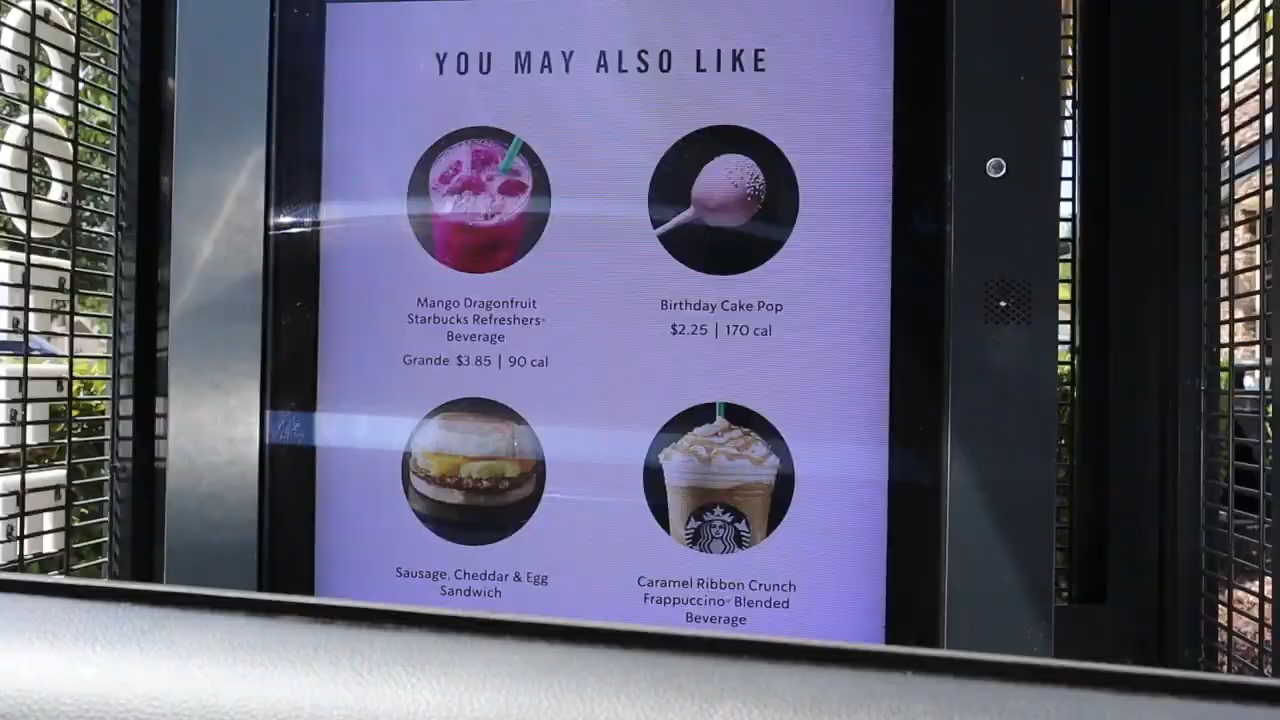 YOU MAY ALSO LIKE
Mango Dragonfruit
Starbucks Refreshers®
Beverage
Grande $3.85 | 90 cal
Birthday Cake Pop
$2.25 | 170 cal
Sausage, Cheddar & Egg
Sandwich
Caramel Ribbon Crunch
Frappuccino® Blended
Beverage